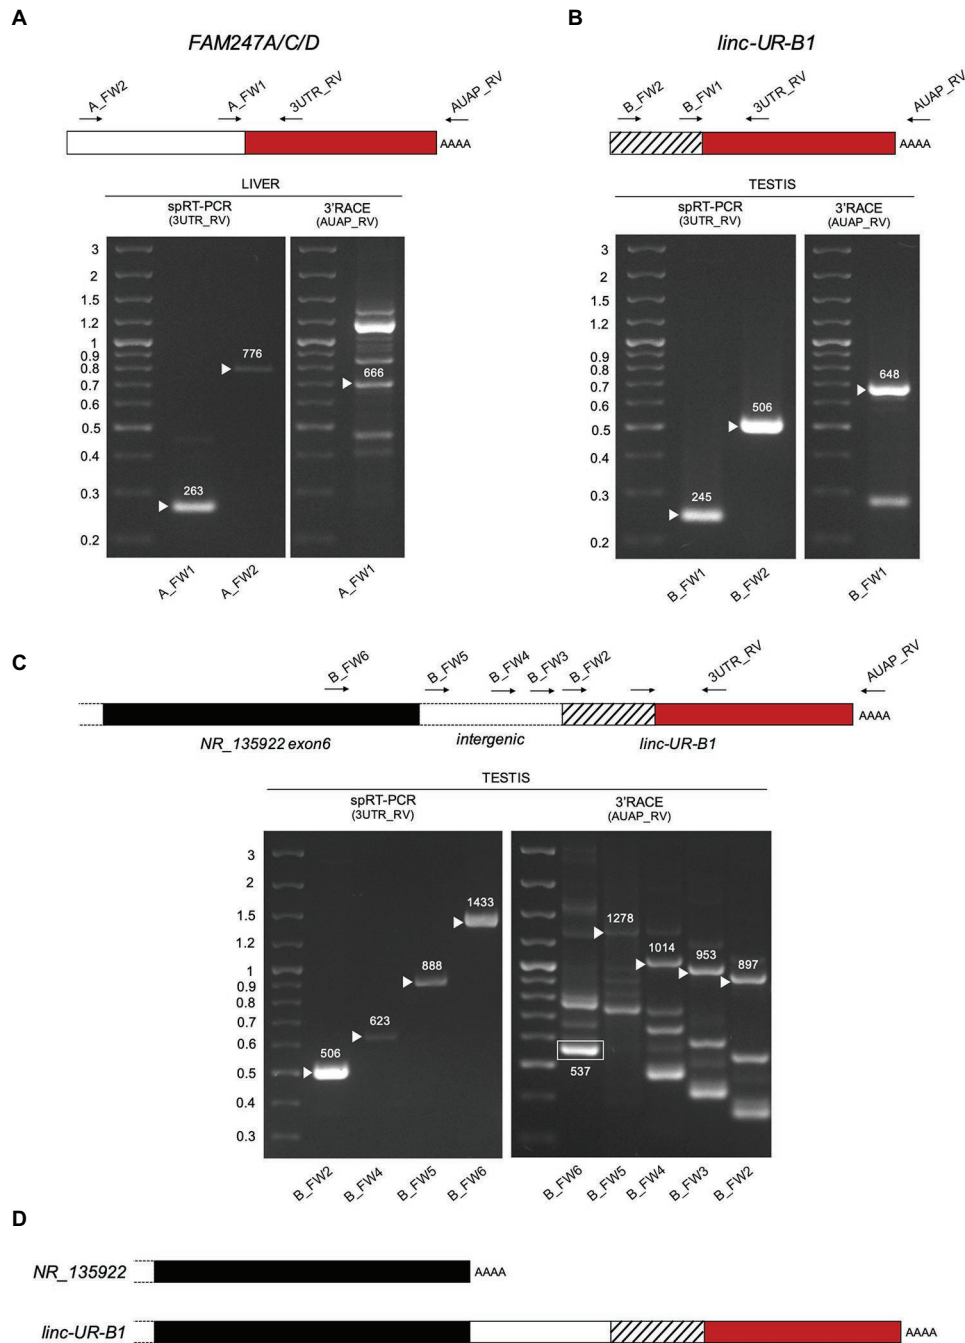 A
FAM247A/C/D
A_FW2
A_FW1
3UTR_RV
AUAP_RV
AAAA
LIVER
spRT-PCR
(3UTR_RV)
3'RACE
(AUAP_RV)
3
2
1.5
1.2
1
0.9
0.8
0.7
0.6
0.5
0.4
0.3
0.2
263
776
666
A_FW1
A_FW2
A_FW1
B
linc-UR-B1
B_FW2
B_FW1
3UTR_RV
AUAP_RV
AAAA
TESTIS
spRT-PCR
(3UTR_RV)
3'RACE
(AUAP_RV)
3
2
1.5
1.2
1
0.9
0.8
0.7
0.6
0.5
0.4
0.3
0.2
245
506
648
B_FW1
B_FW2
B_FW1
C
B_FW6
B_FW5
B_FW4
B_FW3
B_FW2
3UTR_RV
AUAP_RV
AAAA
NR_135922 exon6
intergenic
linc-UR-B1
TESTIS
spRT-PCR
(3UTR_RV)
3'RACE
(AUAP_RV)
3
2
1.5
1.2
1
0.9
0.8
0.7
0.6
0.5
0.4
0.3
506
623
888
1433
537
1278
1014
953
897
B_FW2
B_FW4
B_FW5
B_FW6
B_FW6
B_FW5
B_FW4
B_FW3
B_FW2
D
NR_135922
AAAA
linc-UR-B1
AAAA